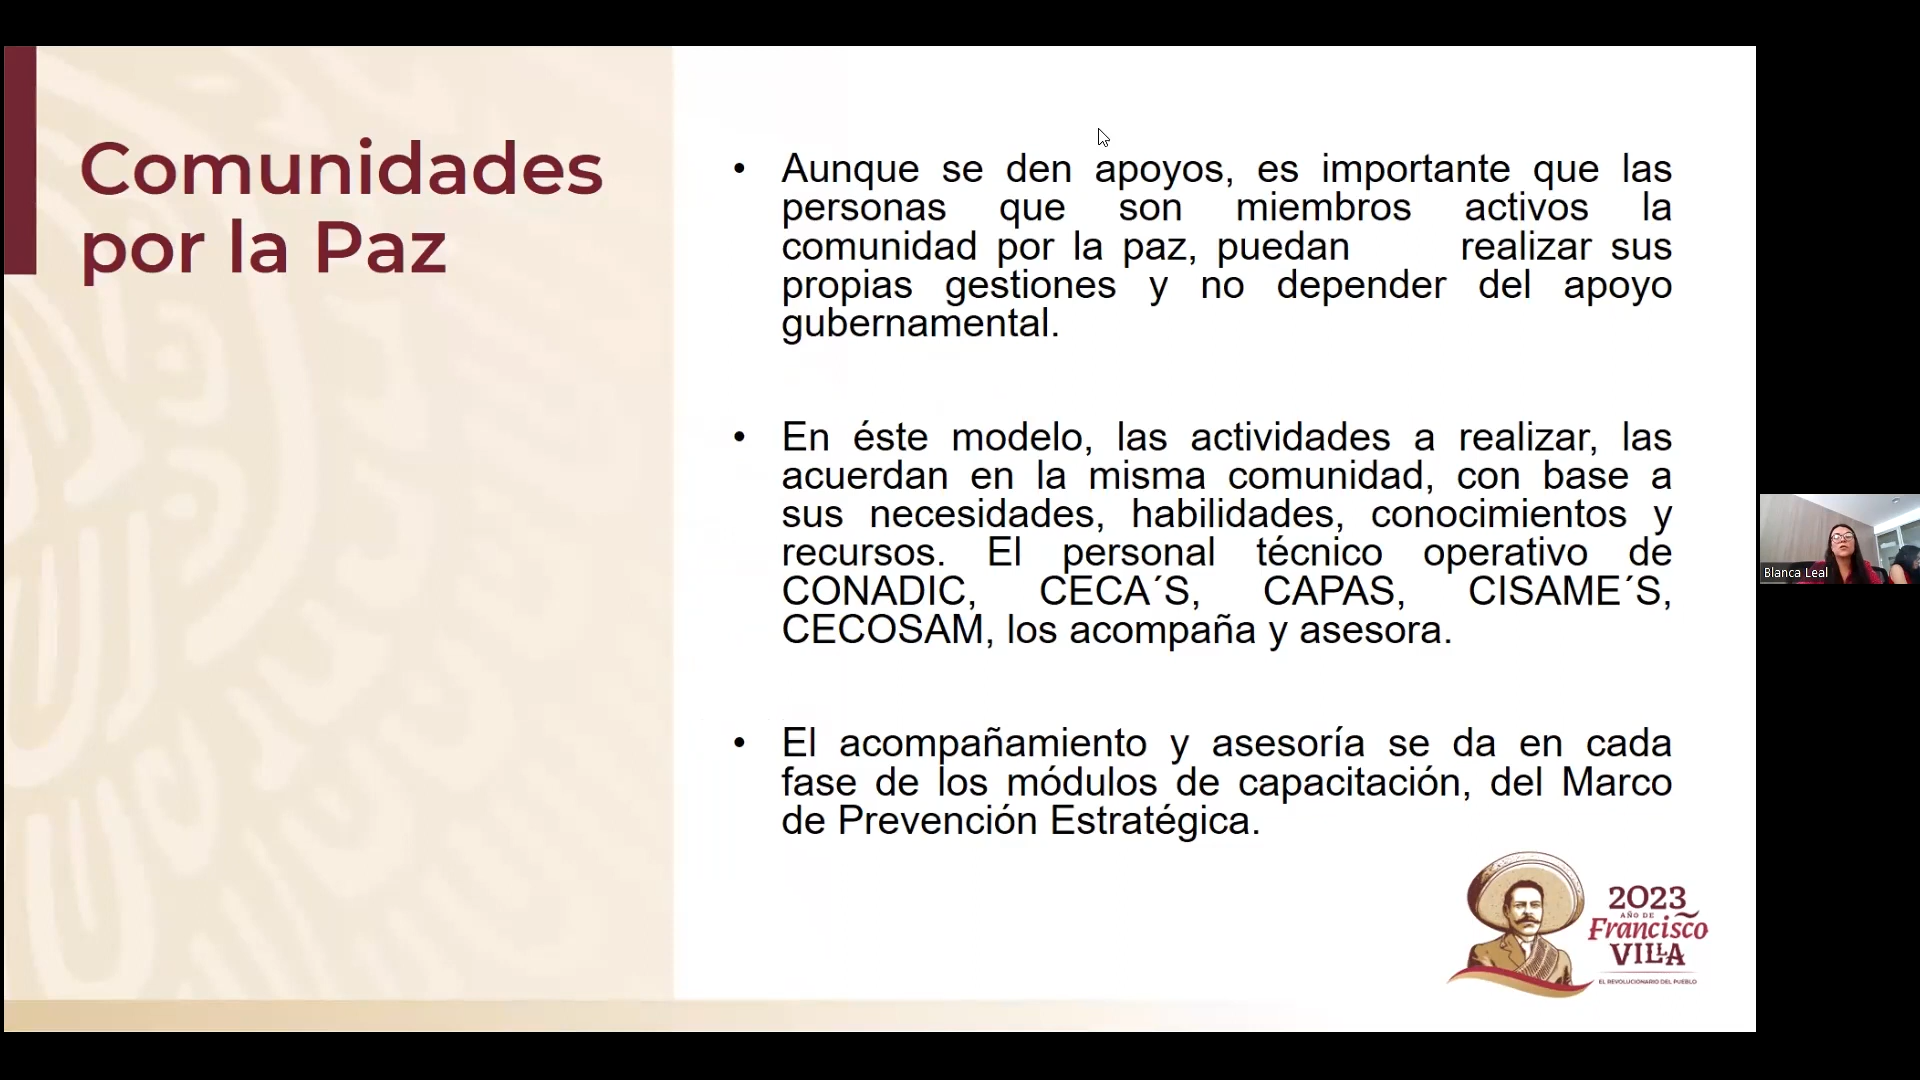 Comunidades
por la Paz
• Aunque se den apoyos, es importante que las
personas que son miembros activos la
comunidad por la paz, puedan realizar sus
propias gestiones y no depender del apoyo
gubernamental.
• En éste modelo, las actividades a realizar, las
acuerdan en la misma comunidad, con base a
sus necesidades, habilidades, conocimientos y
recursos. El personal técnico operativo de
CONADIC, CECA´S, CAPAS, CISAME´S,
CECOSAM, los acompaña y asesora.
• El acompañamiento y asesoría se da en cada
fase de los módulos de capacitación, del Marco
de Prevención Estratégica.
2023
AÑO DE
Francisco
VILLA
EL REVOLUCIONARIO DEL PUEBLO
Blanca Leal